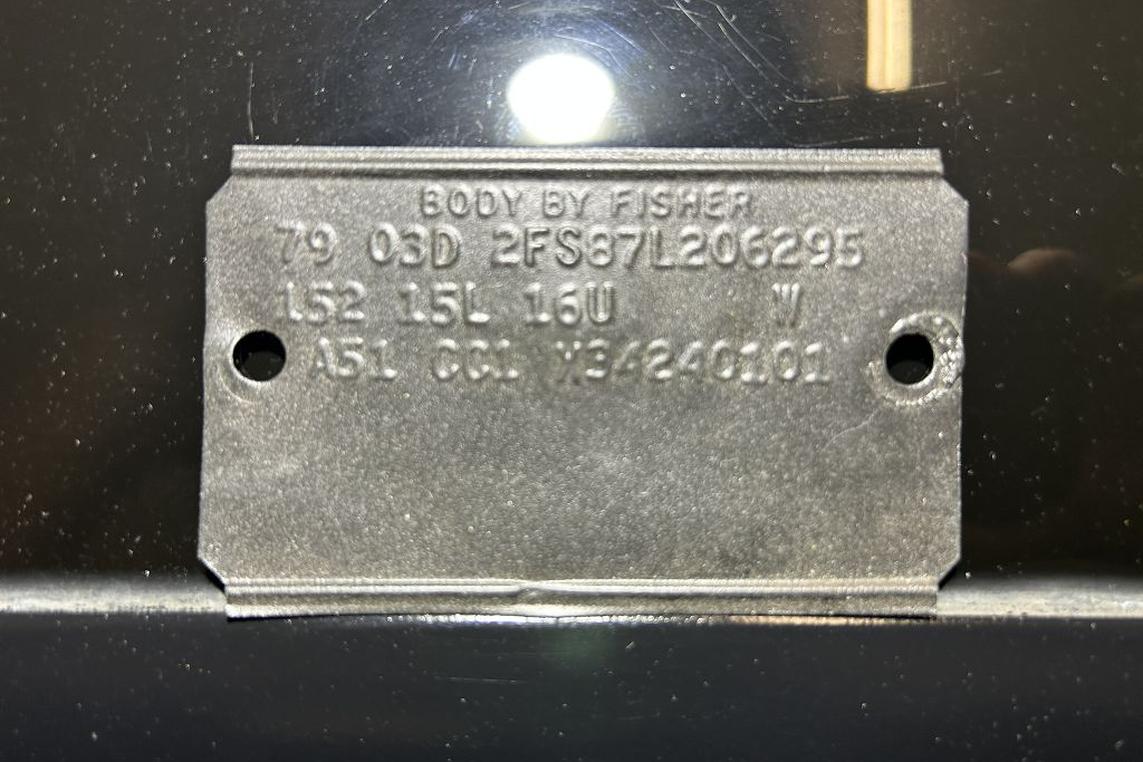 BODY BY FISHER
79 03D 2FS87L206295
152 15L 16U W
A51 CC1 X34240101